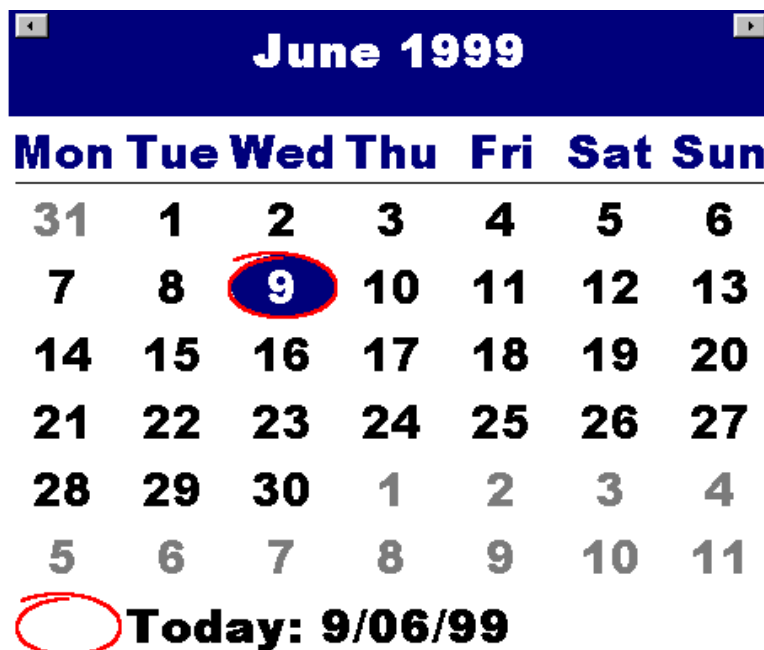 June 1999
Mon Tue Wed Thu Fri Sat Sun
31 1 2 3 4 5 6
7 8 9 10 11 12 13
14 15 16 17 18 19 20
21 22 23 24 25 26 27
28 29 30 1 2 3 4
5 6 7 8 9 10 11
Today: 9/06/99